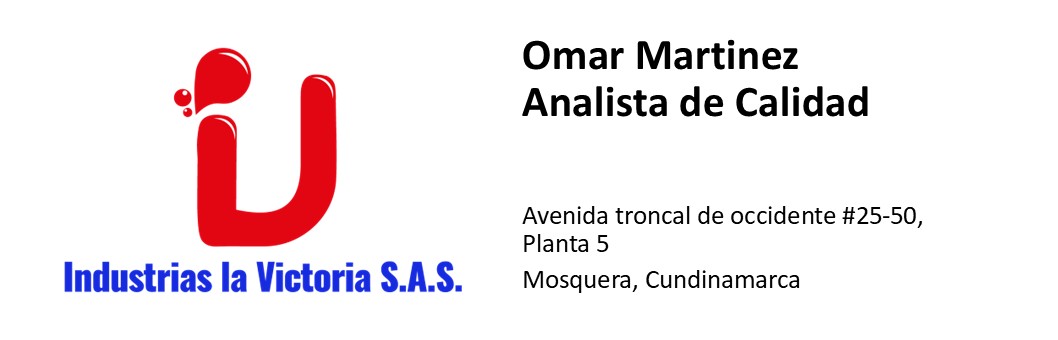 Omar Martinez
Analista de Calidad
Avenida troncal de occidente #25-50,
Planta 5
Mosquera, Cundinamarca
Industrias la Victoria S.A.S.